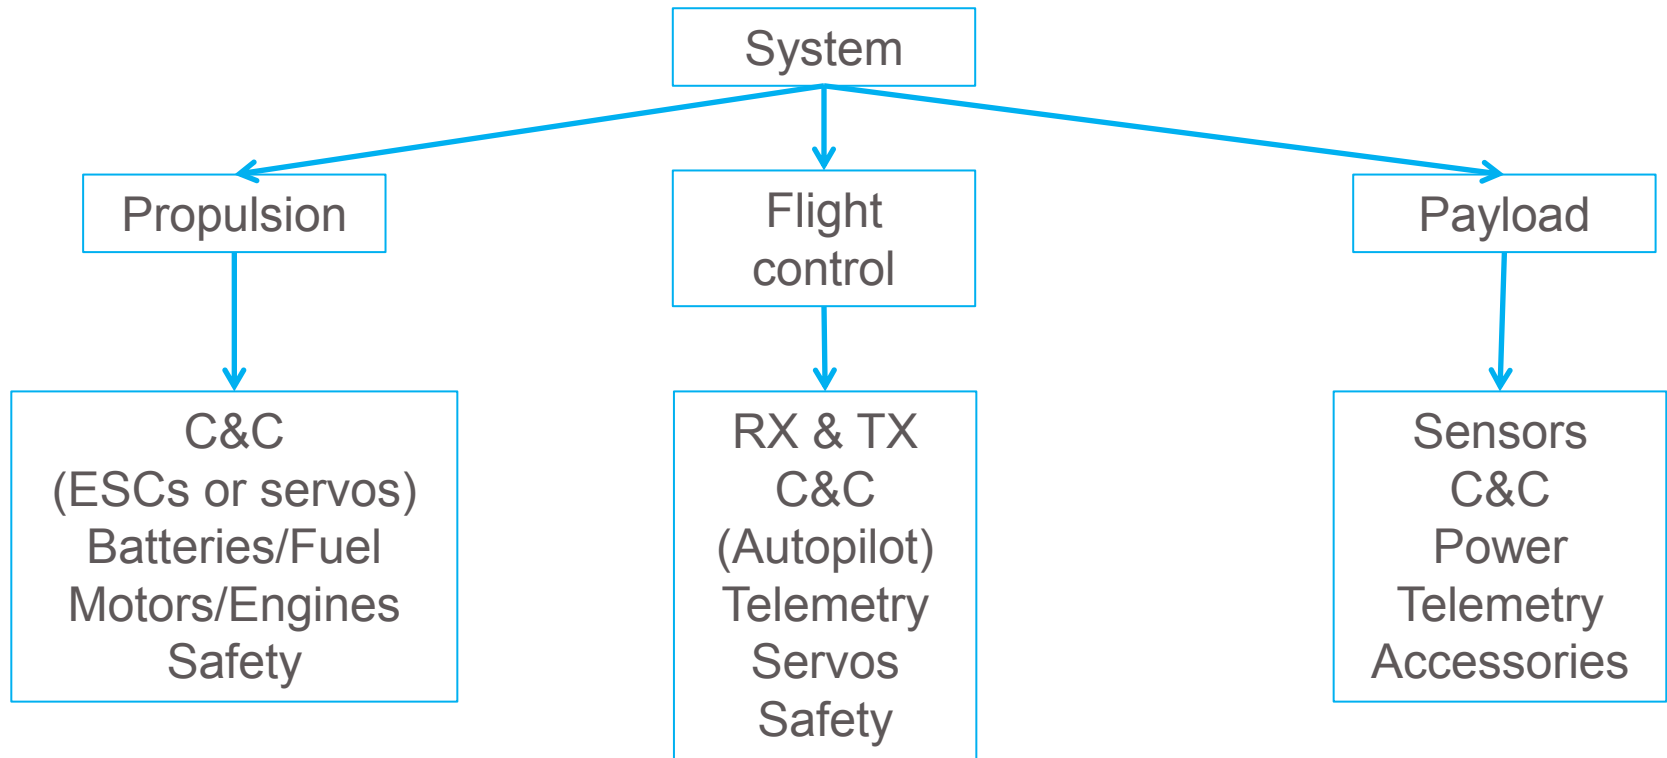 System
Propulsion
Flight
control
Payload
C&C
(ESCs or servos)
Batteries/Fuel
Motors/Engines
Safety
RX & TX
C&C
(Autopilot)
Telemetry
Servos
Safety
Sensors
C&C
Power
Telemetry
Accessories